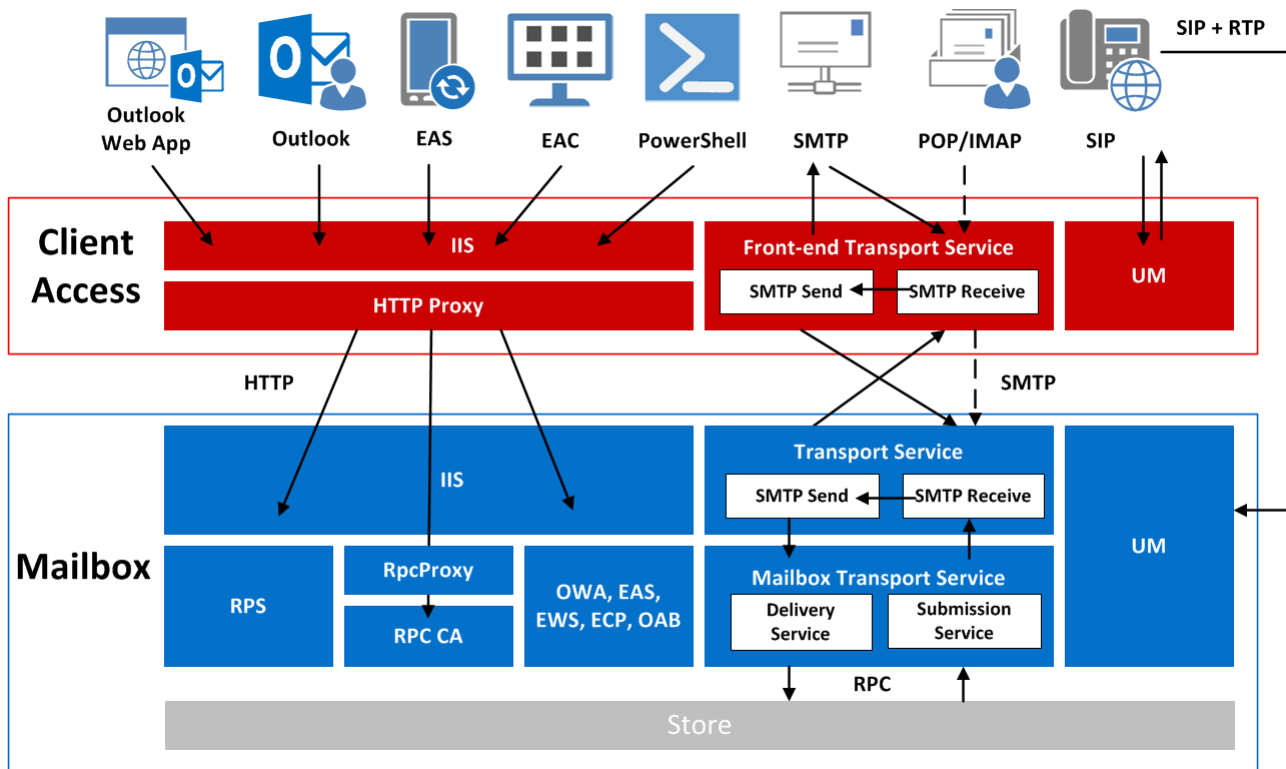 SIP + RTP
Outlook
Web App
Outlook
EAS
EAC
PowerShell
SMTP
POP/IMAP
SIP
Client
Access
IIS
HTTP Proxy
Front-end Transport Service
SMTP Send
SMTP Receive
UM
HTTP
SMTP
Mailbox
IIS
Transport Service
SMTP Send
SMTP Receive
UM
RPS
RpcProxy
RPC CA
OWA, EAS,
EWS, ECP, OAB
Mailbox Transport Service
Delivery
Service
Submission
Service
RPC
Store